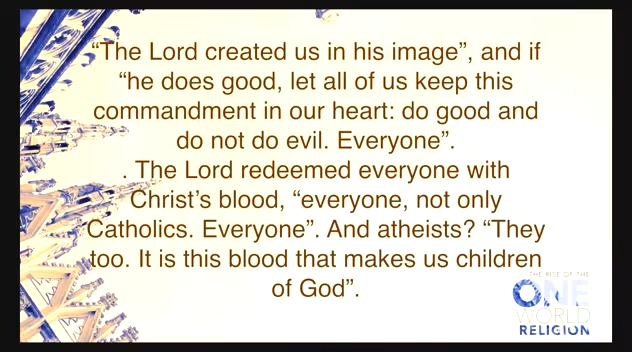 “The Lord created us in his image”, and if
“he does good, let all of us keep this
commandment in our heart: do good and
do not do evil. Everyone”.
. The Lord redeemed everyone with
Christ’s blood, “everyone, not only
Catholics. Everyone”. And atheists? “They
too. It is this blood that makes us children
of God”.
THE RISE OF THE
ONE
WORLD
RELIGION